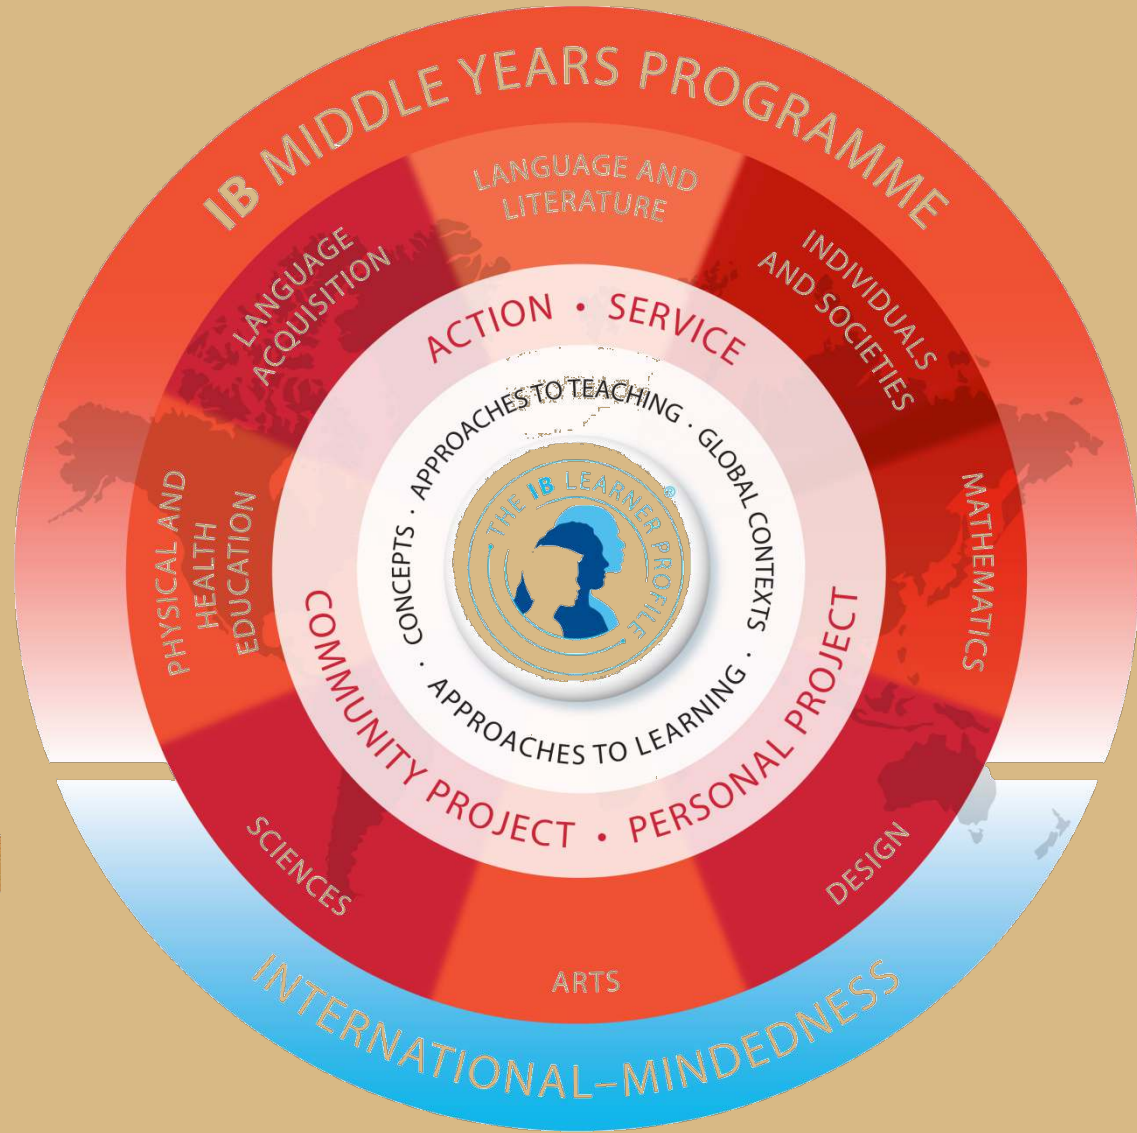 IB MIDDLE YEARS PROGRAMME
LANGUAGE AND
LITERATURE
LANGUAGE
ACQUISITION
INDIVIDUALS
AND SOCIETIES
PHYSICAL AND
HEALTH
EDUCATION
MATHEMATICS
SCIENCES
DESIGN
ARTS
ACTION • SERVICE
COMMUNITY PROJECT • PERSONAL PROJECT
CONCEPTS · APPROACHES TO TEACHING · GLOBAL CONTEXTS ·
· APPROACHES TO LEARNING
THE IB LEARNER PROFILE®
INTERNATIONAL–MINDEDNESS